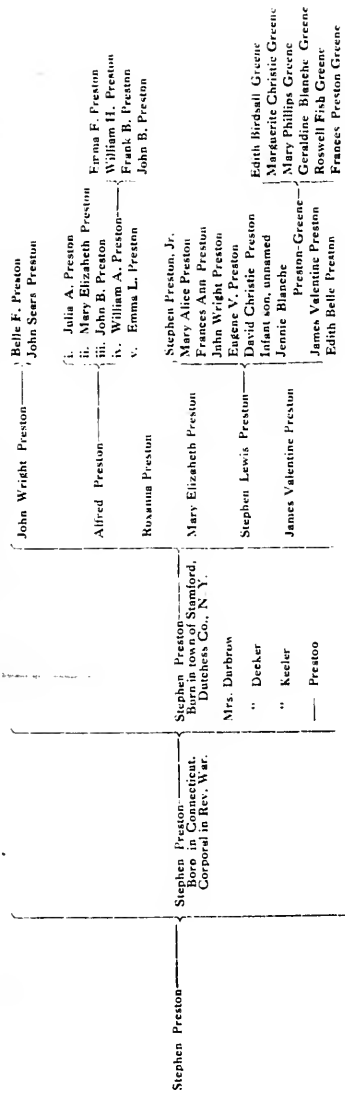 Stephen Preston
Stephen Preston
Born in Connecticut.
Corporal in Rev. War.
Stephen Preston
Born in town of Stamford,
Dutchess Co., N. Y.
Mrs. Durbrow
" Decker
" Keeler
— Preston
John Wright Preston
Alfred Preston
Roxanna Preston
Mary Elizabeth Preston
Stephen Lewis Preston
James Valentine Preston
Belle F. Preston
John Sears Preston
i. Julia A. Preston
ii. Mary Elizabeth Preston
iii. John B. Preston
iv. William A. Preston
v. Emma L. Preston
Stephen Preston, Jr.
Mary Alice Preston
Frances Ann Preston
John Wright Preston
Eugene V. Preston
David Christie Preston
Infant son, unnamed
Jennie Blanche
Preston-Greene
James Valentine Preston
Edith Belle Preston
Emma F. Preston
William H. Preston
Frank B. Preston
John B. Preston
Edith Birdsall Greene
Marguerite Christie Greene
Mary Phillips Greene
Geraldine Blanche Greene
Roswell Fish Greene
Frances Preston Greene